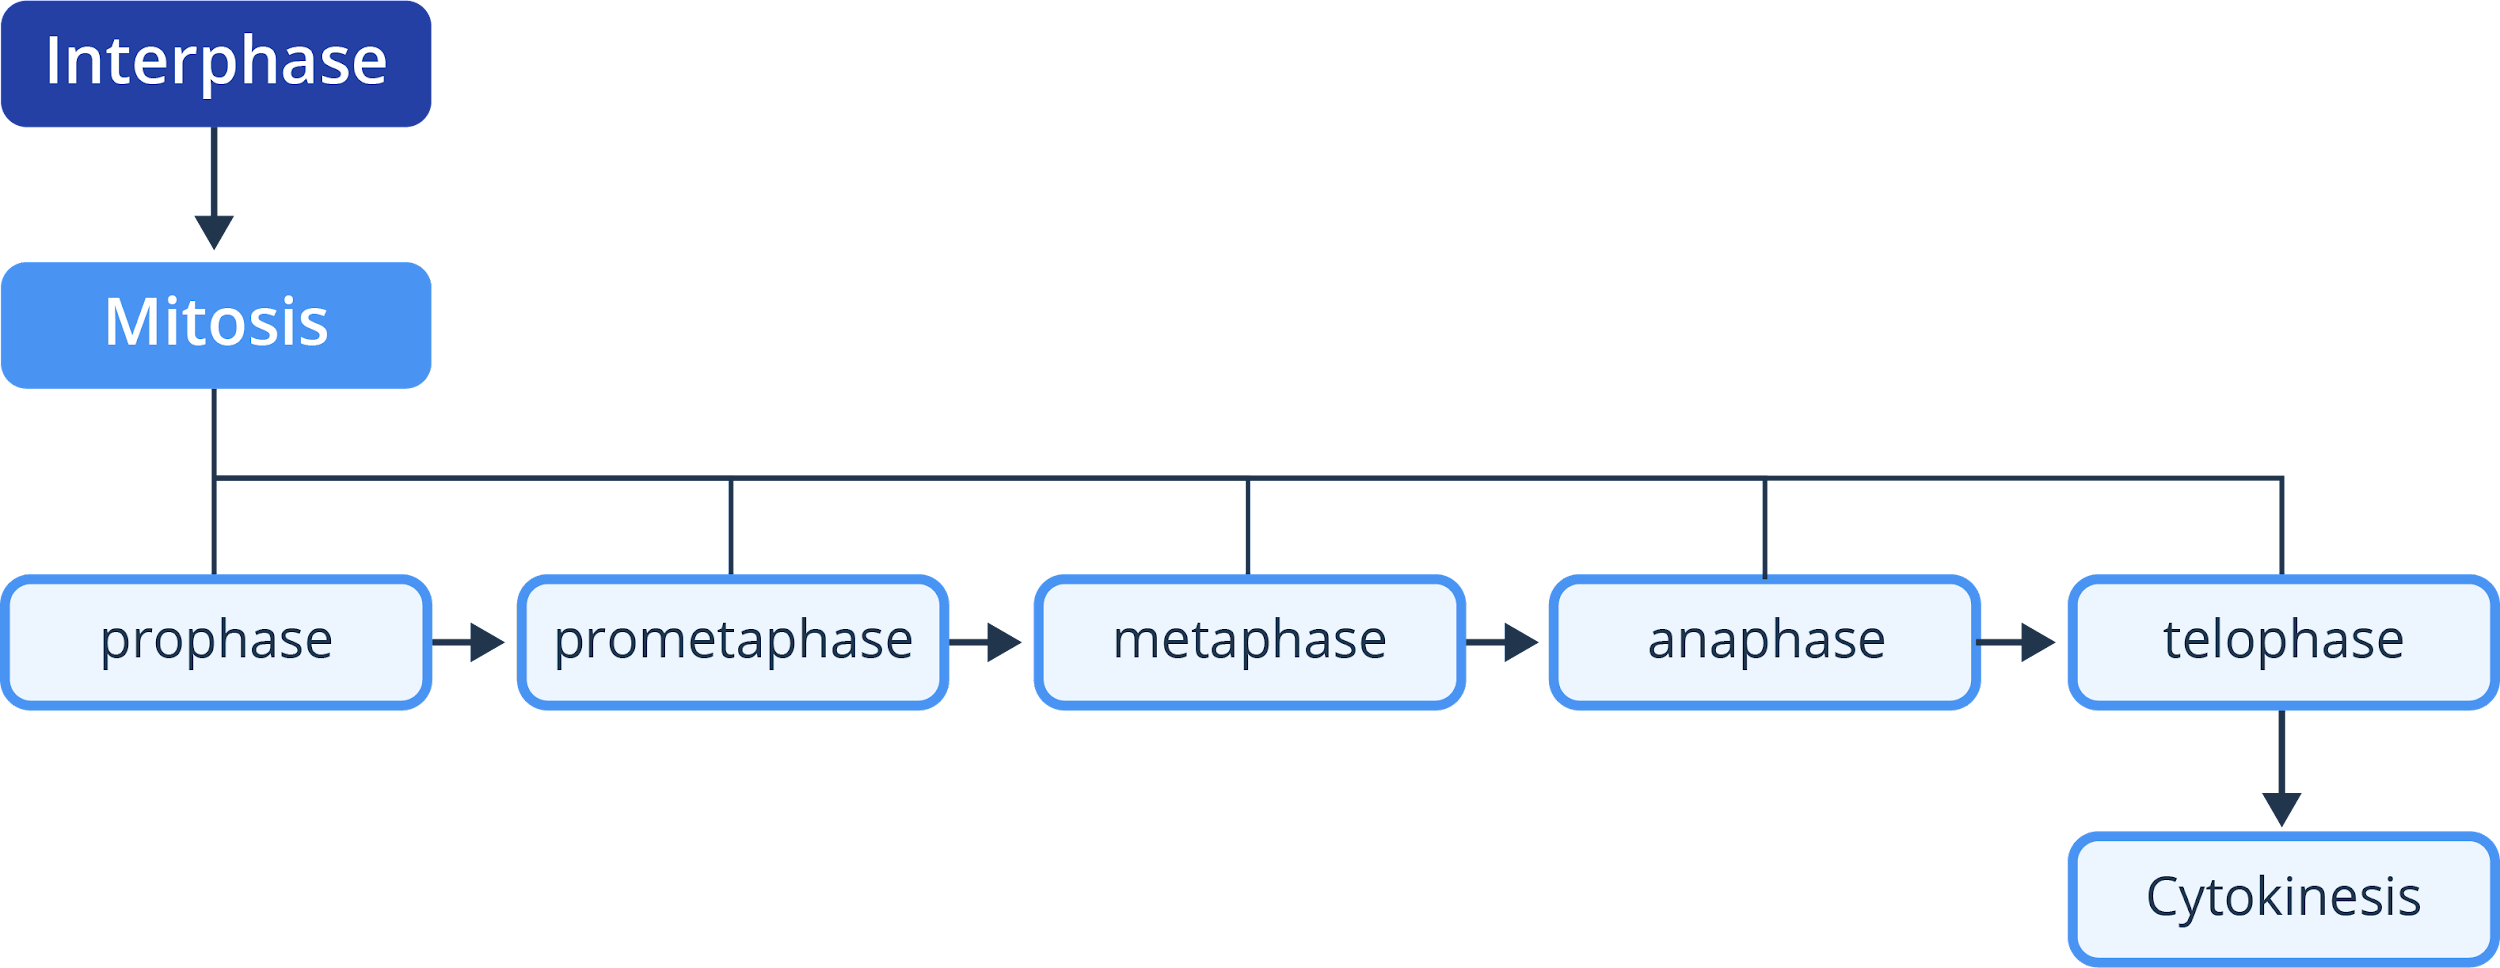 Interphase
Mitosis
prophase
prometaphase
metaphase
anaphase
telophase
Cytokinesis